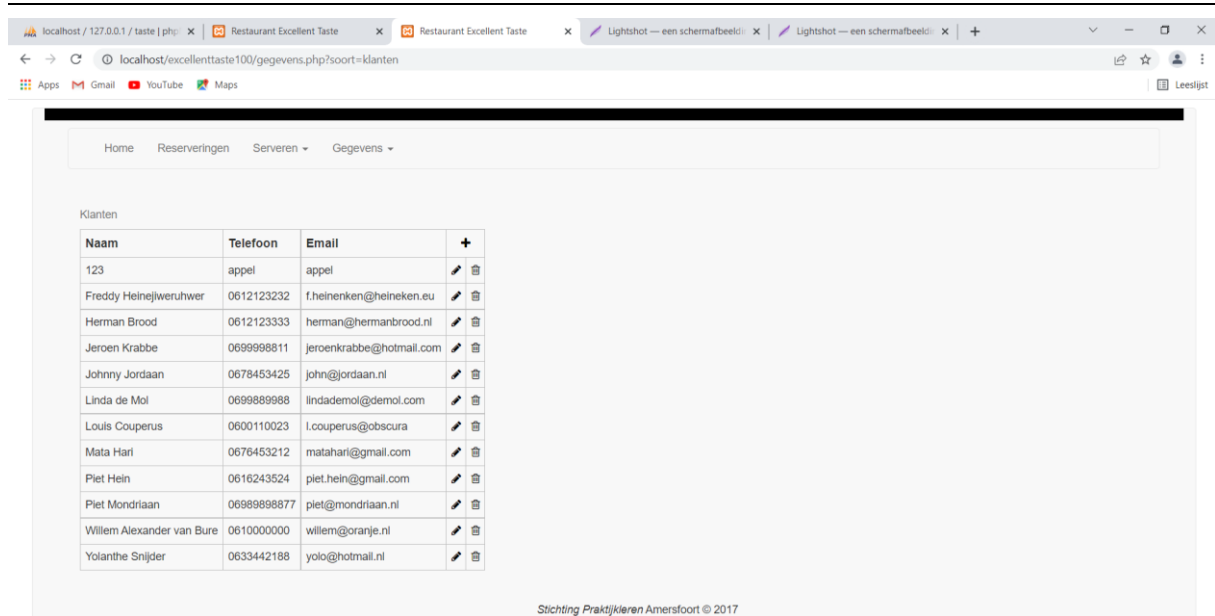 localhost / 127.0.0.1 / taste | php
Restaurant Excellent Taste
Restaurant Excellent Taste
Lightshot — een schermafbeeldi
Lightshot — een schermafbeeldi
localhost/excellenttaste100/gegevens.php?soort=klanten
Apps Gmail YouTube Maps Leeslijst
Home Reserveringen Serveren Gegevens
Klanten
Naam Telefoon Email
123 appel appel
Freddy Heinejiweruhwer 0612123232 f.heinenken@heineken.eu
Herman Brood 0612123333 herman@hermanbrood.nl
Jeroen Krabbe 0699998811 jeroenkrabbe@hotmail.com
Johnny Jordaan 0678453425 john@jordaan.nl
Linda de Mol 0699889988 lindademol@demol.com
Louis Couperus 0600110023 l.couperus@obscura
Mata Hari 0676453212 matahari@gmail.com
Piet Hein 0616243524 piet.hein@gmail.com
Piet Mondriaan 06989898877 piet@mondriaan.nl
Willem Alexander van Bure 0610000000 willem@oranje.nl
Yolanthe Snijder 0633442188 yolo@hotmail.nl
Stichting Praktijkleren Amersfoort © 2017